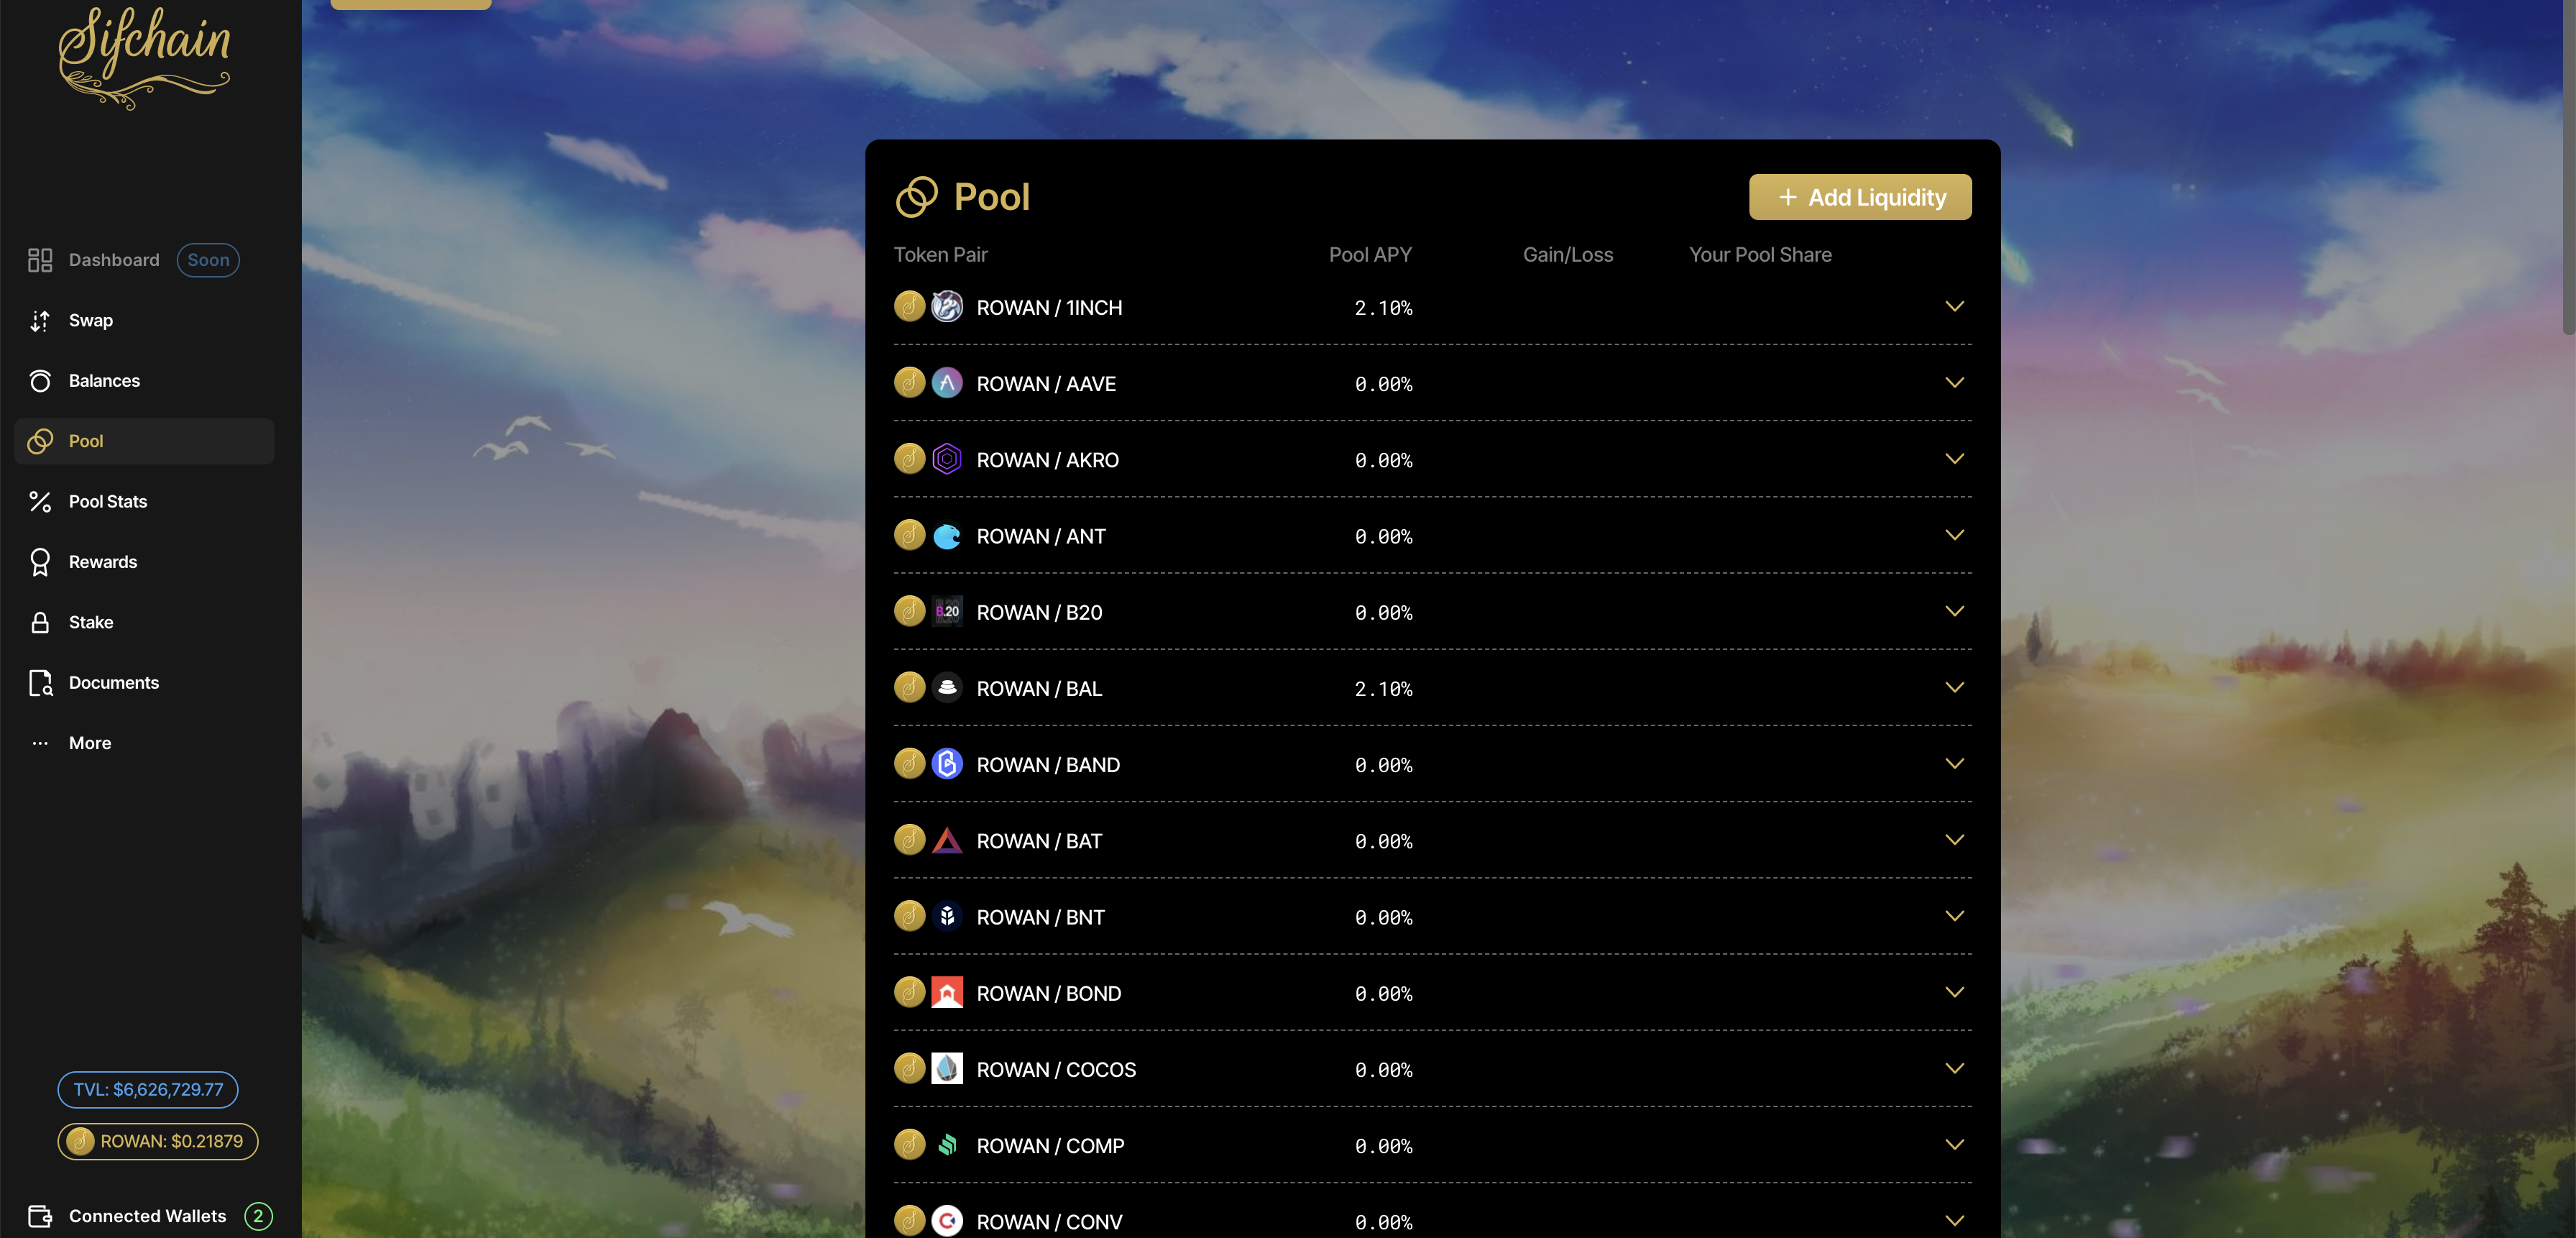 Sifchain
Dashboard Soon
Swap
Balances
Pool
Pool Stats
Rewards
Stake
Documents
More
TVL: $6,626,729.77
ROWAN: $0.21879
Connected Wallets 2
Pool
+ Add Liquidity
Token Pair Pool APY Gain/Loss Your Pool Share
ROWAN / 1INCH 2.10%
ROWAN / AAVE 0.00%
ROWAN / AKRO 0.00%
ROWAN / ANT 0.00%
B.20 ROWAN / B20 0.00%
ROWAN / BAL 2.10%
ROWAN / BAND 0.00%
ROWAN / BAT 0.00%
ROWAN / BNT 0.00%
ROWAN / BOND 0.00%
ROWAN / COCOS 0.00%
ROWAN / COMP 0.00%
ROWAN / CONV 0.00%